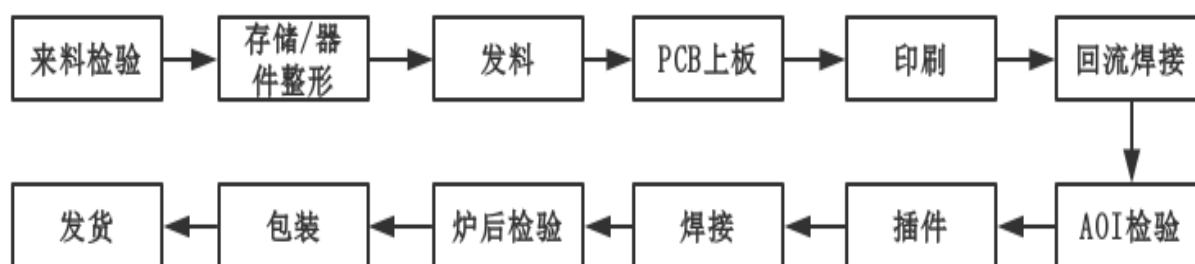 来料检验
存储/器
件整形
发料
PCB上板
印刷
回流焊接
AOI检验
插件
焊接
炉后检验
包装
发货